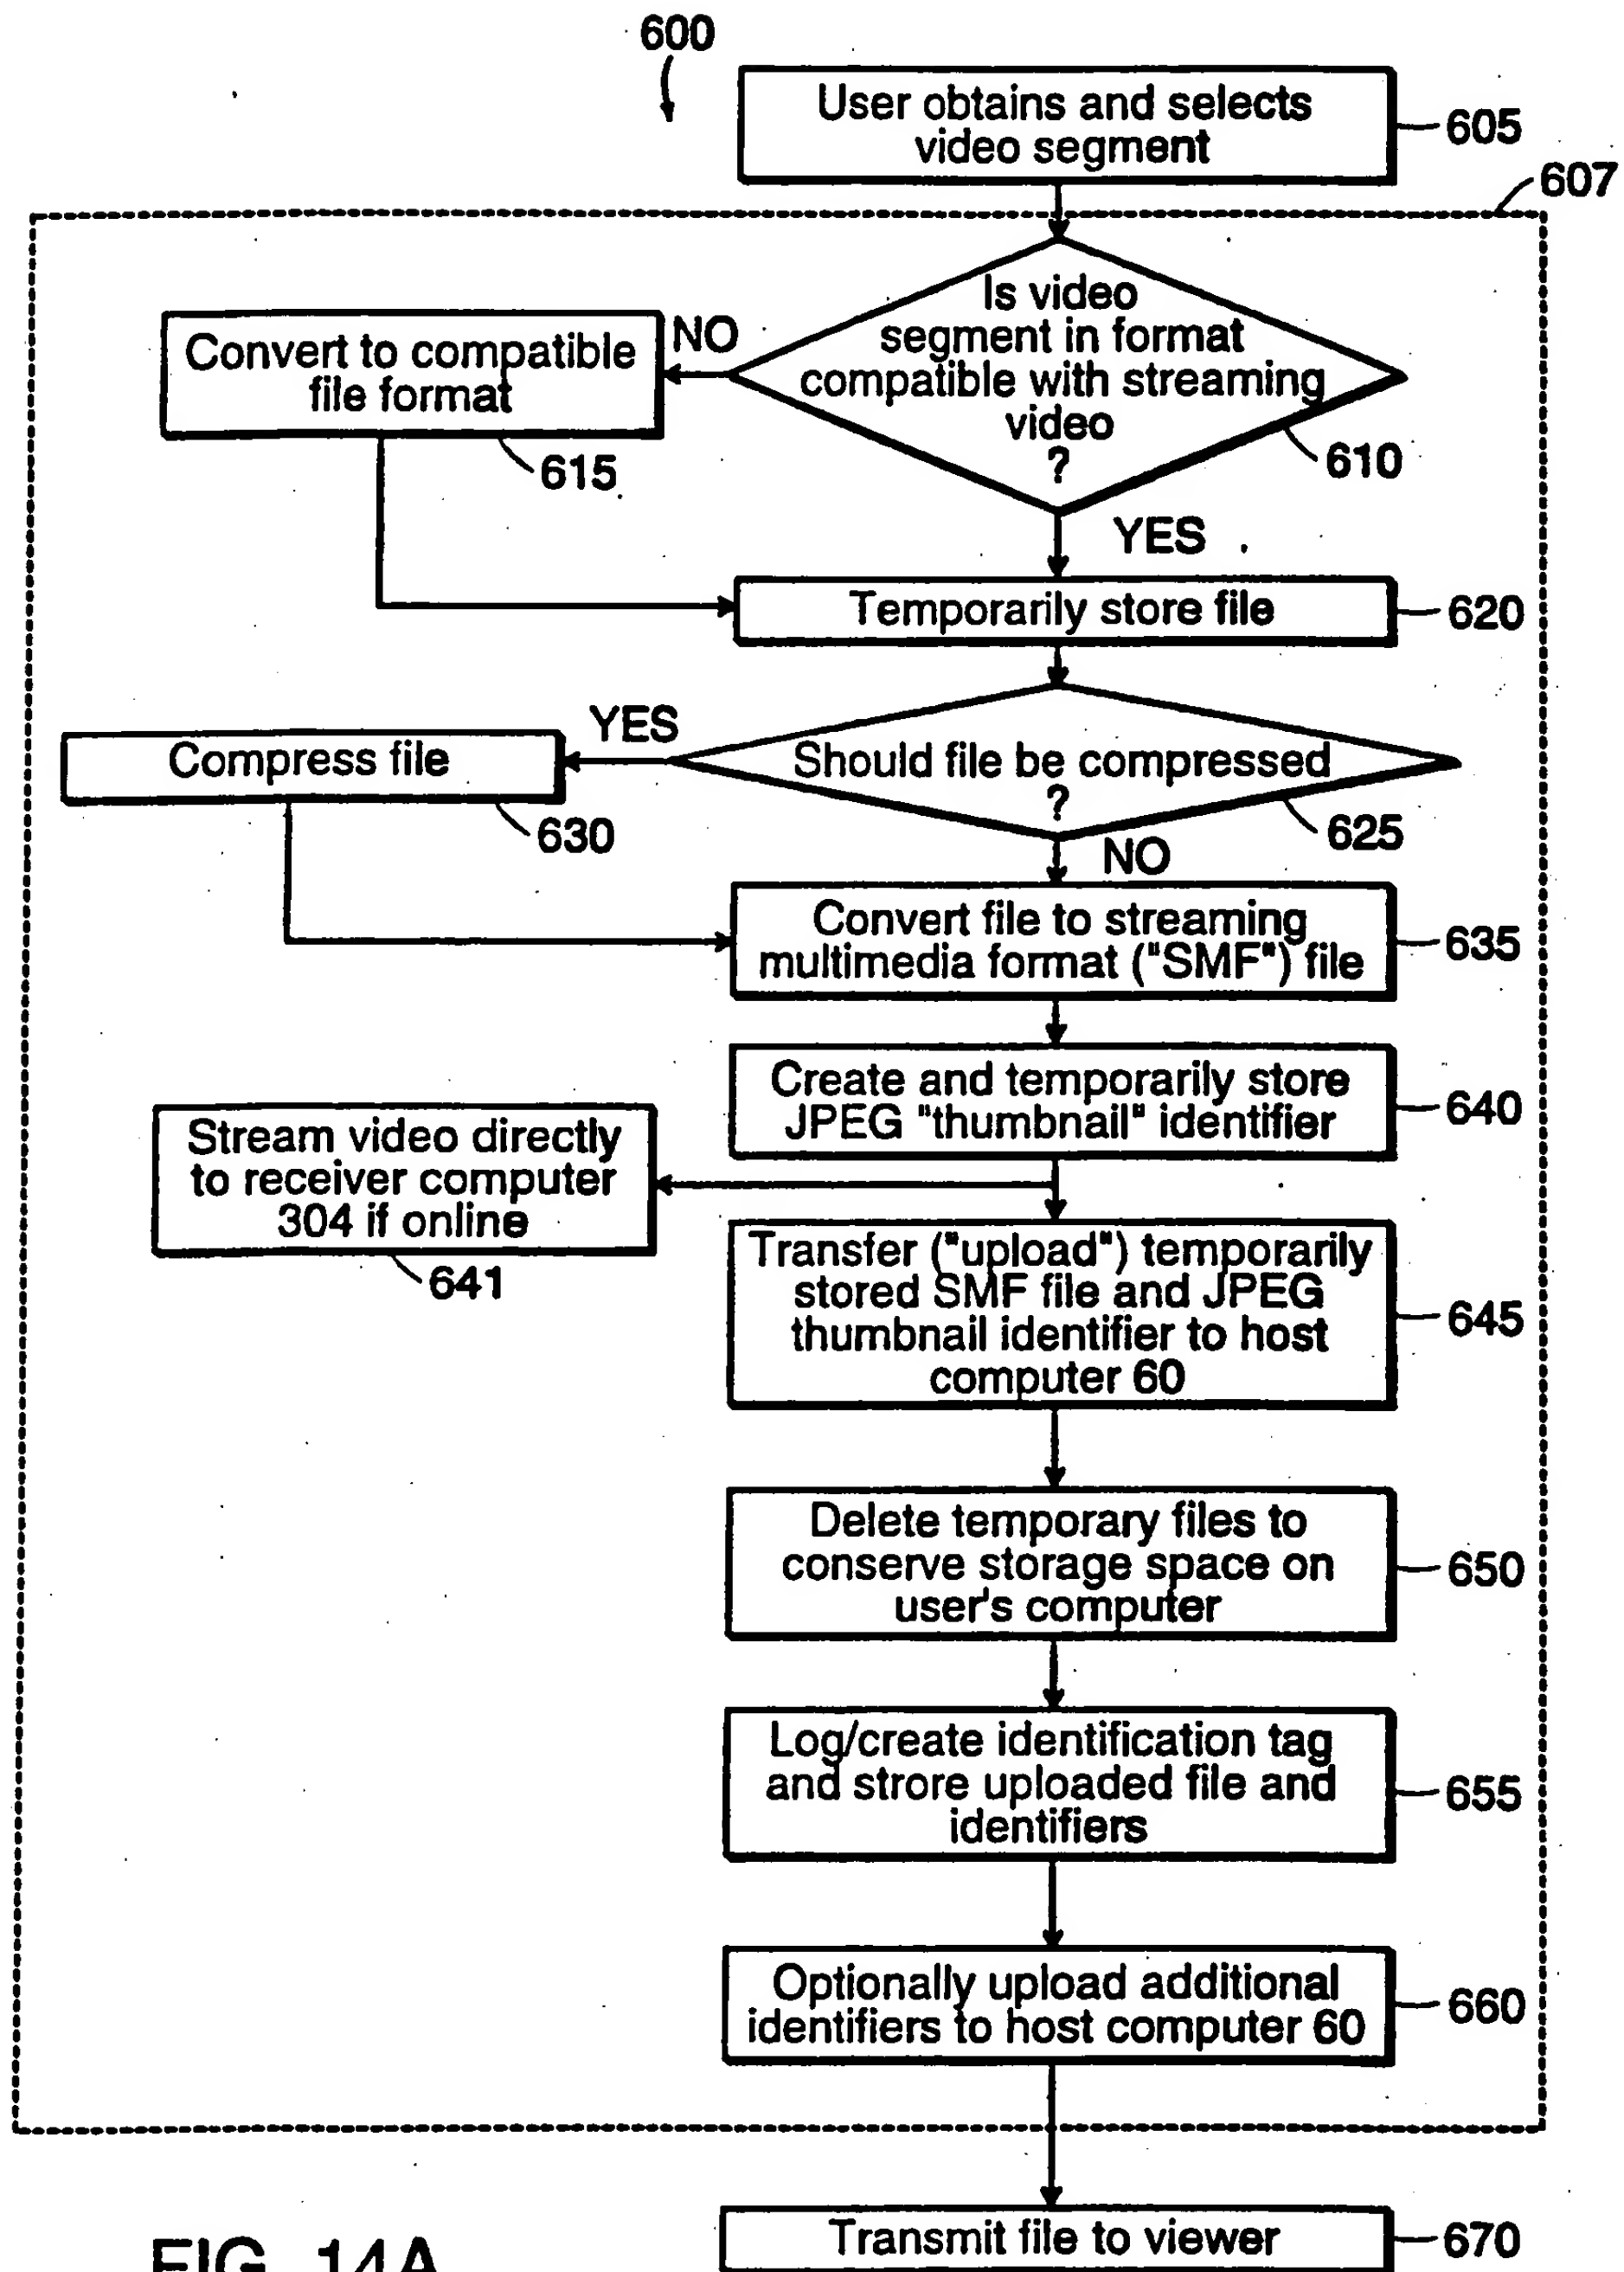 600
User obtains and selects
video segment
605
607
Is video
segment in format
compatible with streaming
video
?
610
NO
Convert to compatible
file format
615
YES
Temporarily store file
620
Should file be compressed
?
625
YES
Compress file
630
NO
Convert file to streaming
multimedia format ("SMF") file
635
Create and temporarily store
JPEG "thumbnail" identifier
640
Stream video directly
to receiver computer
304 if online
641
Transfer ("upload") temporarily
stored SMF file and JPEG
thumbnail identifier to host
computer 60
645
Delete temporary files to
conserve storage space on
user's computer
650
Log/create identification tag
and strore uploaded file and
identifiers
655
Optionally upload additional
identifiers to host computer 60
660
Transmit file to viewer
670
FIG. 14A